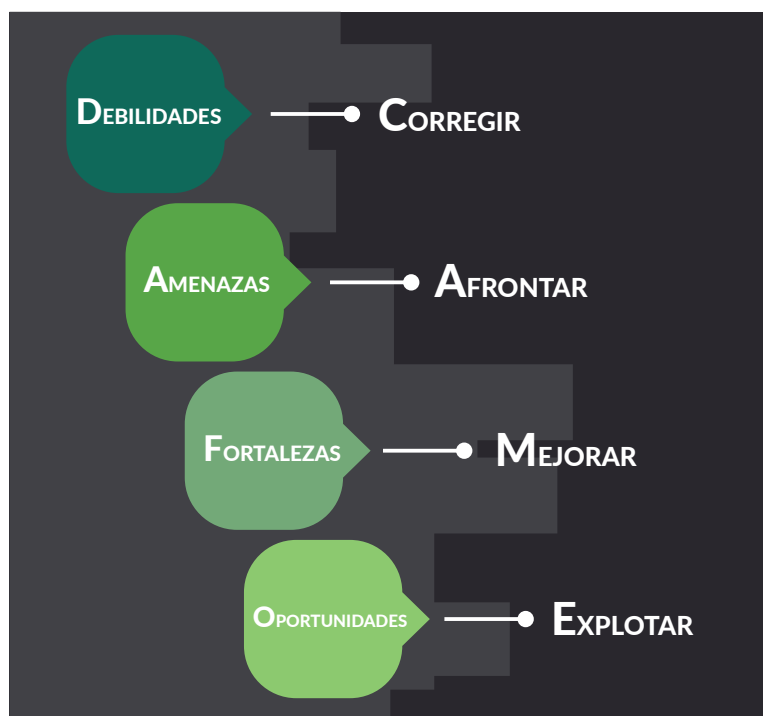 DEBILIDADES
CORREGIR
AMENAZAS
AFRONTAR
FORTALEZAS
MEJORAR
OPORTUNIDADES
EXPLOTAR